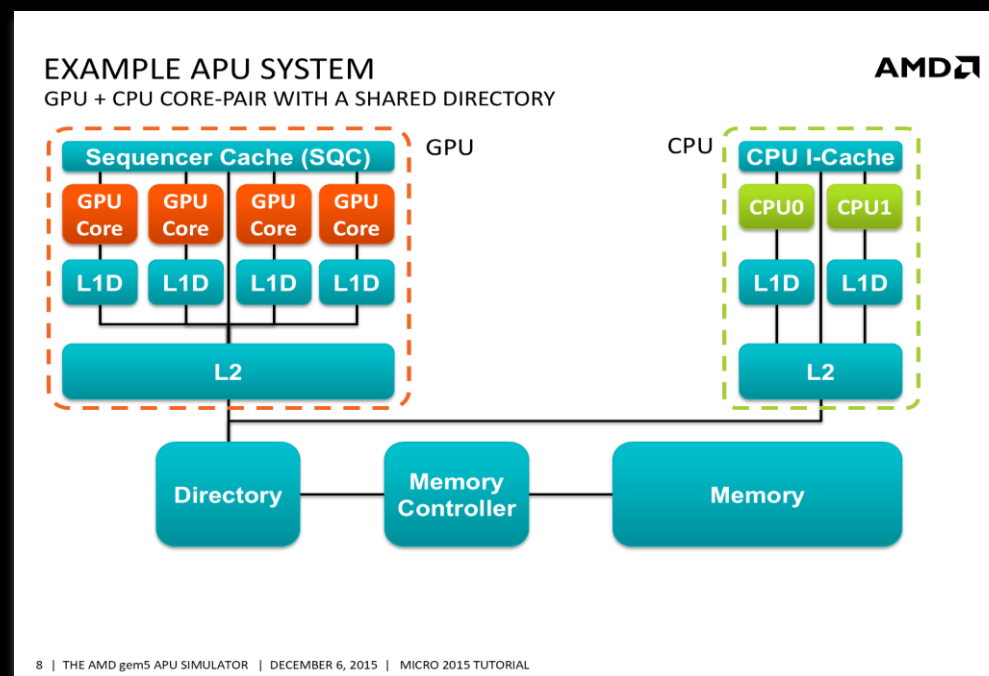 EXAMPLE APU SYSTEM
AMD
GPU + CPU CORE-PAIR WITH A SHARED DIRECTORY
GPU
CPU
Sequencer Cache (SQC)
GPU Core
GPU Core
GPU Core
GPU Core
L1D
L1D
L1D
L1D
L2
CPU I-Cache
CPU0
CPU1
L1D
L1D
L2
Directory
Memory
Controller
Memory
8 | THE AMD gem5 APU SIMULATOR | DECEMBER 6, 2015 | MICRO 2015 TUTORIAL